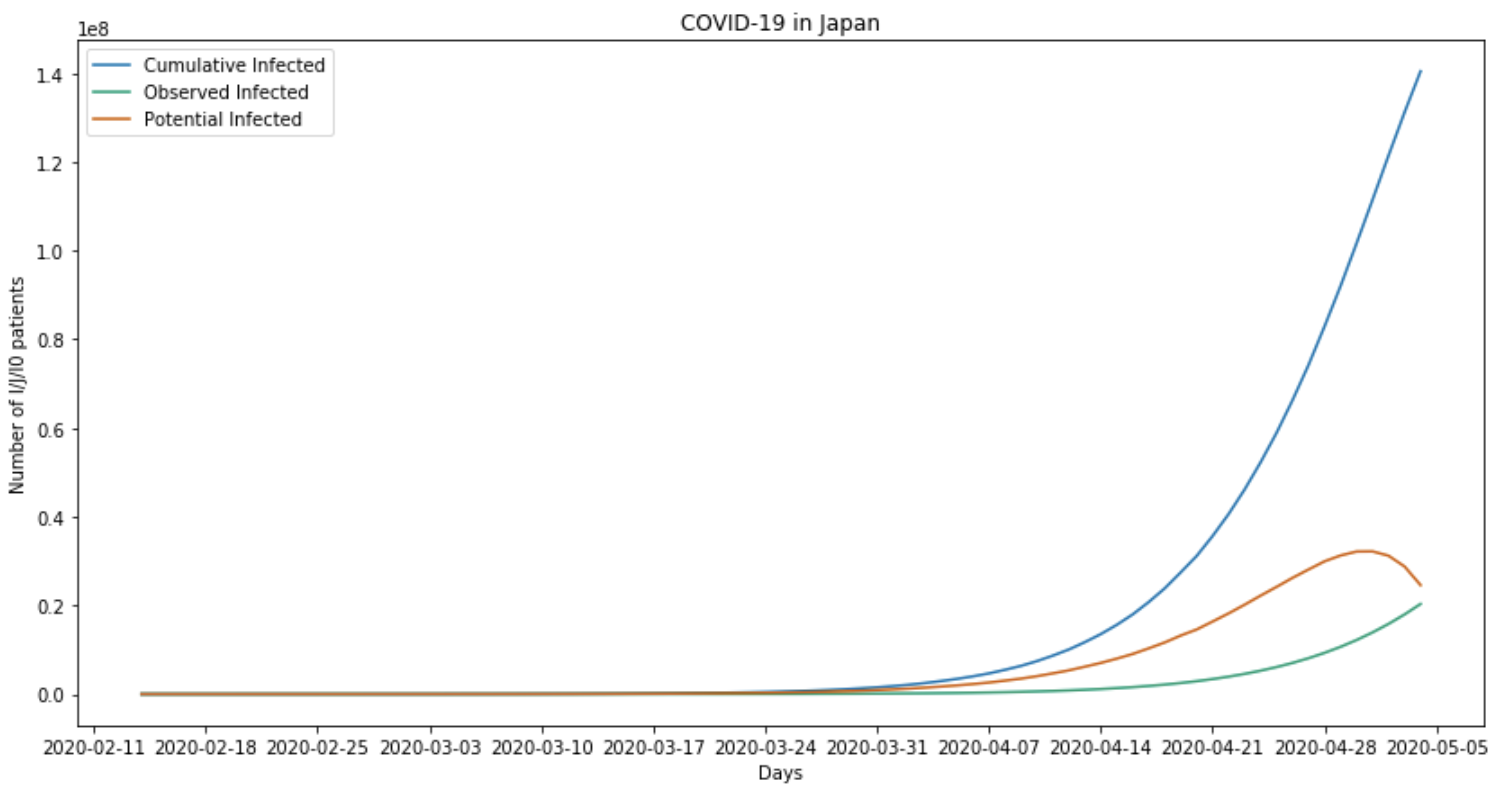 COVID-19 in Japan
1e8
Cumulative Infected
Observed Infected
Potential Infected
1.4
1.2
1.0
0.8
0.6
0.4
0.2
0.0
Number of I/J/I0 patients
2020-02-11 2020-02-18 2020-02-25 2020-03-03 2020-03-10 2020-03-17 2020-03-24 2020-03-31 2020-04-07 2020-04-14 2020-04-21 2020-04-28 2020-05-05
Days